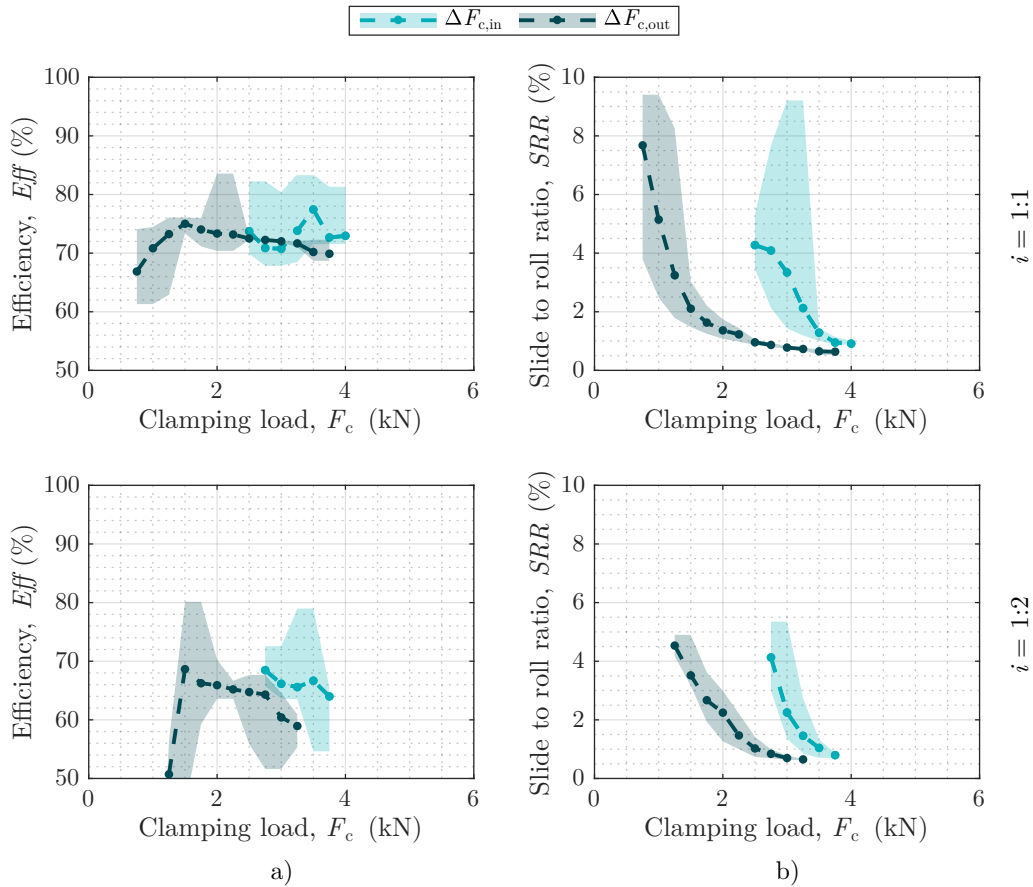 ΔF_c,in ΔF_c,out
100
90
80
70
60
50
0 2 4 6
Efficiency, Eff (%)
Clamping load, F_c (kN)
10
8
6
4
2
0
0 2 4 6
Slide to roll ratio, SRR (%)
Clamping load, F_c (kN)
i = 1:1
100
90
80
70
60
50
0 2 4 6
Efficiency, Eff (%)
Clamping load, F_c (kN)
a)
10
8
6
4
2
0
0 2 4 6
Slide to roll ratio, SRR (%)
Clamping load, F_c (kN)
b)
i = 1:2